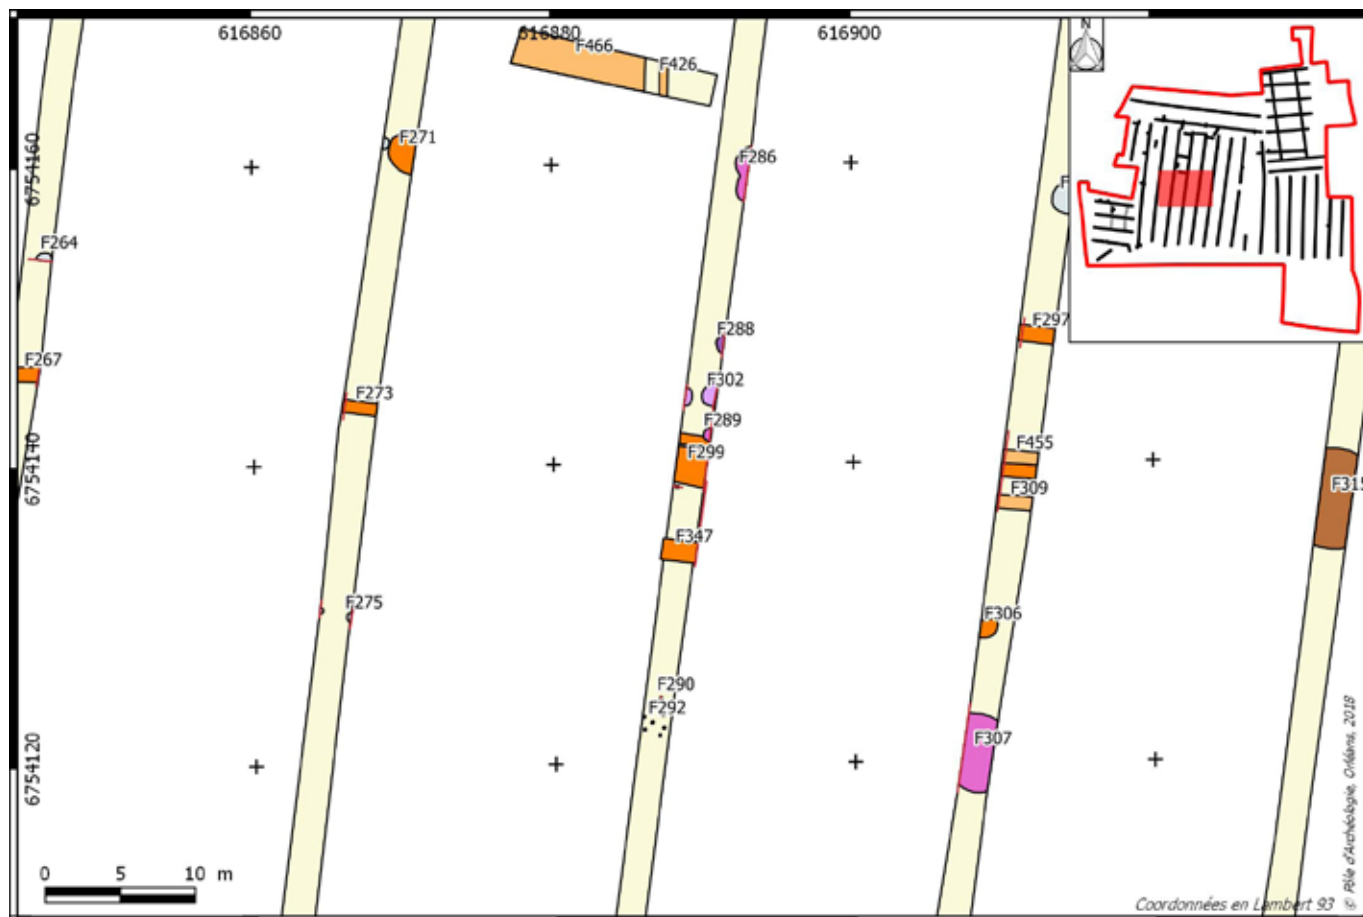 616860
616880
616900
N
F466
F426
F271
F286
6754160
F
F264
F288
F297
F267
F302
F273
F289
F455
F299
6754140
F309
F315
F347
F275
F306
F290
F292
F307
6754120
0 5 10 m
Coordonnées en Lambert 93
© Pôle d'Archéologie, Orléans, 2018